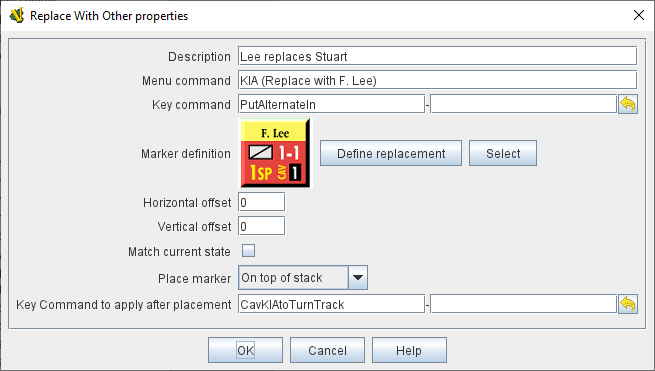 Replace With Other properties
Description Lee replaces Stuart
Menu command KIA (Replace with F. Lee)
Key command PutAlternateIn -
F. Lee
1-1
1SP CAV 1
Marker definition Define replacement Select
Horizontal offset 0
Vertical offset 0
Match current state
Place marker On top of stack
Key Command to apply after placement CavKIAtoTurnTrack -
OK Cancel Help